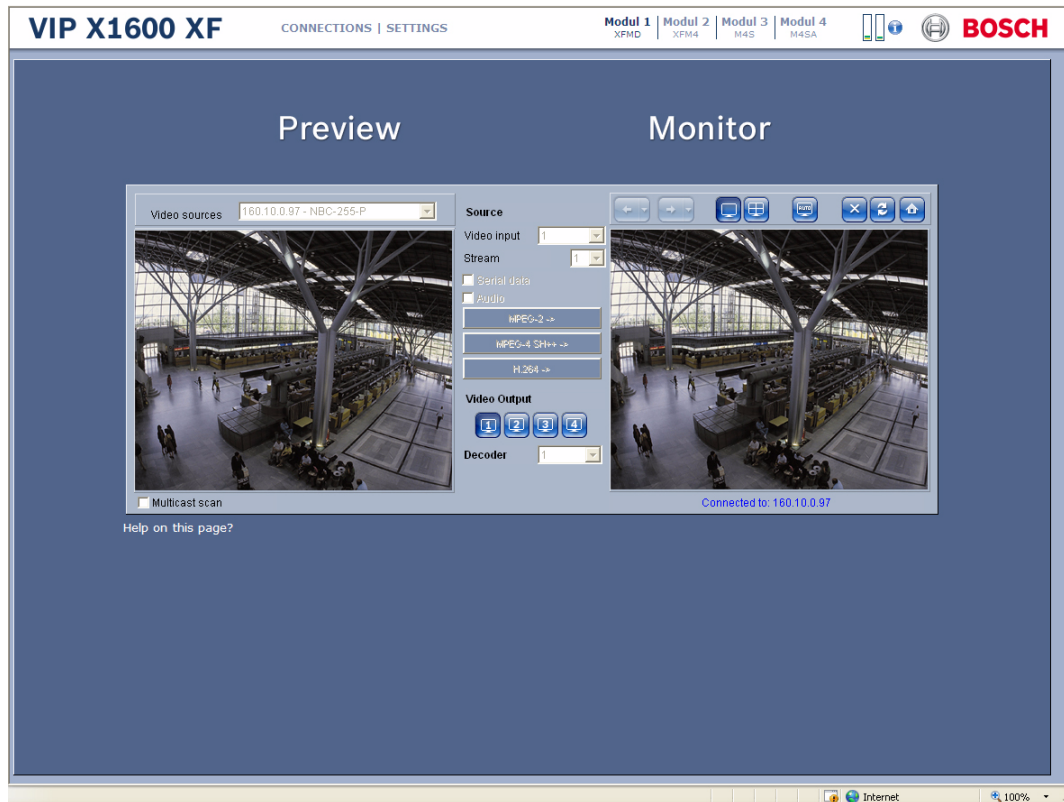 VIP X1600 XF
CONNECTIONS | SETTINGS
Modul 1 | Modul 2 | Modul 3 | Modul 4
XFMD XFM4 M4S M4SA
BOSCH
Preview
Monitor
Video sources 160.10.0.97 - NBC-255-P
Source
Video input 1
Stream 1
Serial data
Audio
MPEG-2 ->
MPEG-4 SH++ ->
H.264 ->
Video Output
1 2 3 4
Decoder 1
AUTO
Multicast scan
Connected to: 160.10.0.97
Help on this page?
Internet
100%